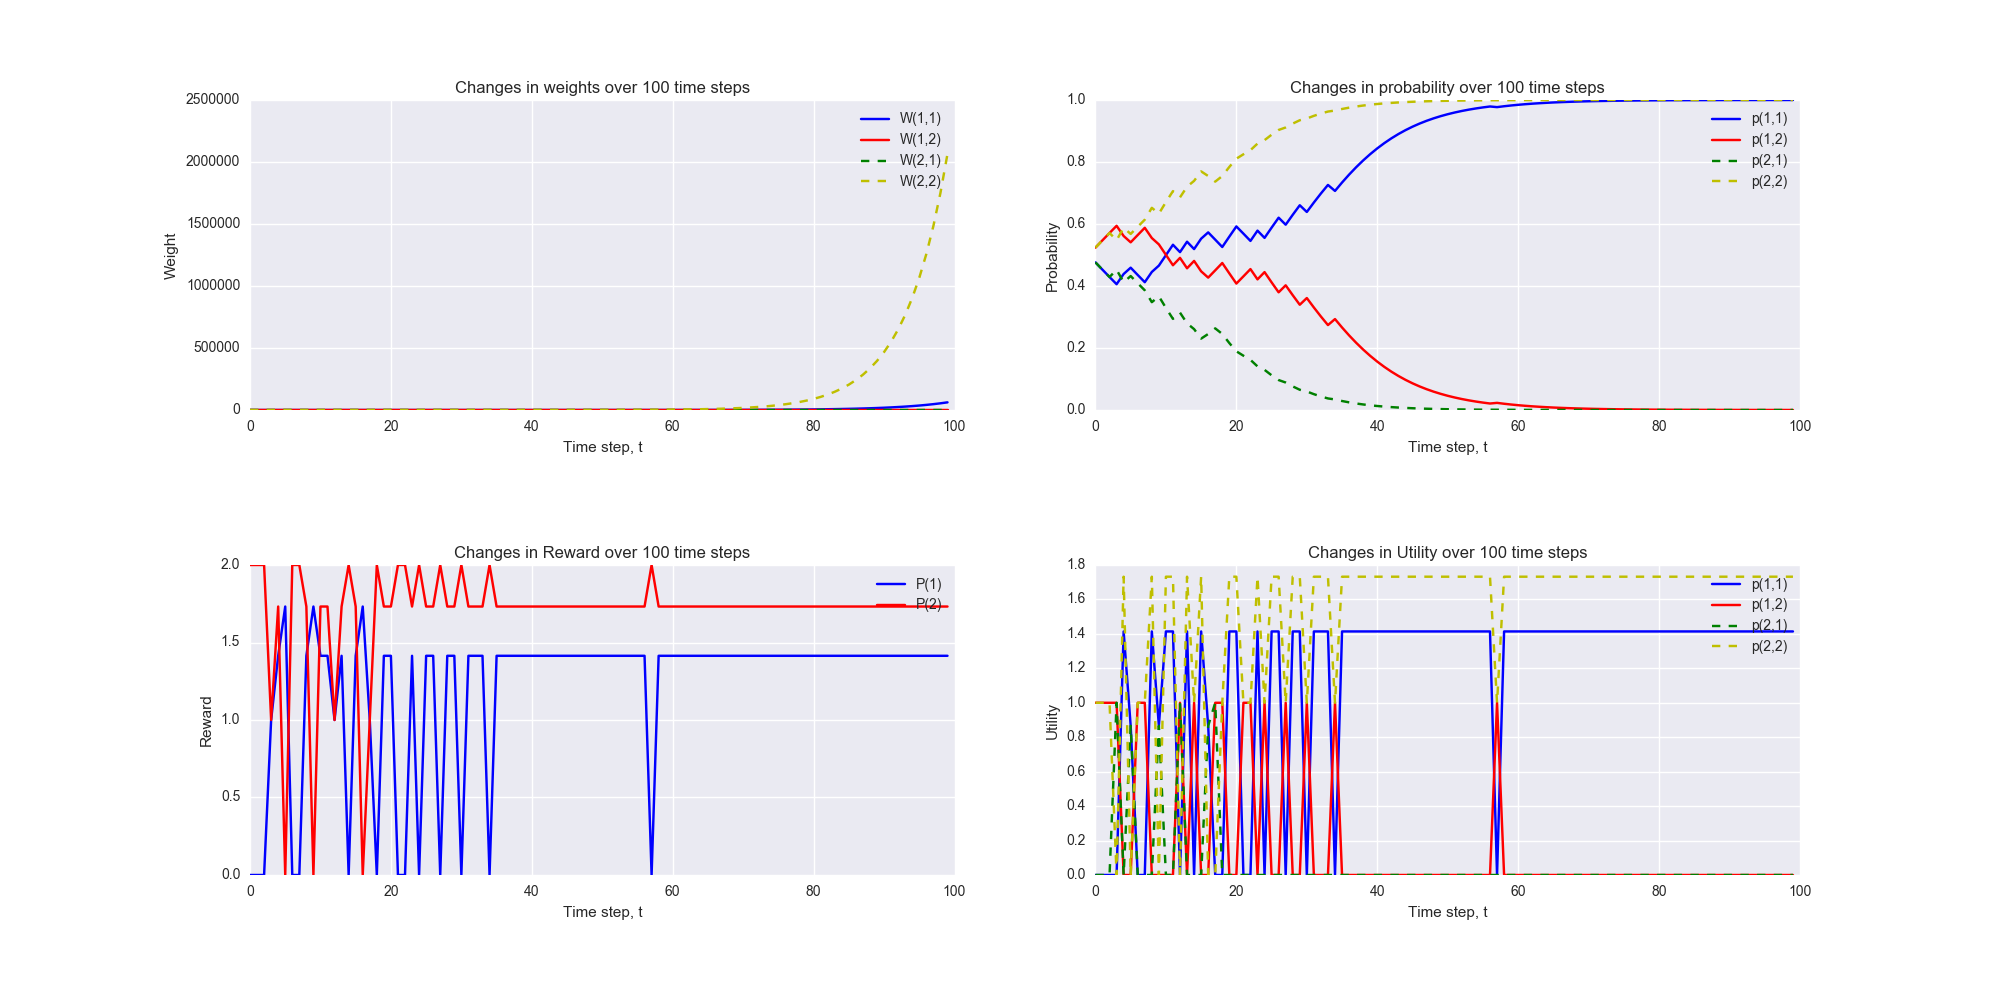 Changes in weights over 100 time steps
2500000
2000000
1500000
1000000
500000
0
Weight
W(1,1)
W(1,2)
W(2,1)
W(2,2)
0 20 40 60 80 100
Time step, t
Changes in probability over 100 time steps
1.0
0.8
0.6
0.4
0.2
0.0
Probability
p(1,1)
p(1,2)
p(2,1)
p(2,2)
0 20 40 60 80 100
Time step, t
Changes in Reward over 100 time steps
2.0
1.5
1.0
0.5
0.0
Reward
P(1)
P(2)
0 20 40 60 80 100
Time step, t
Changes in Utility over 100 time steps
1.8
1.6
1.4
1.2
1.0
0.8
0.6
0.4
0.2
0.0
Utility
p(1,1)
p(1,2)
p(2,1)
p(2,2)
0 20 40 60 80 100
Time step, t